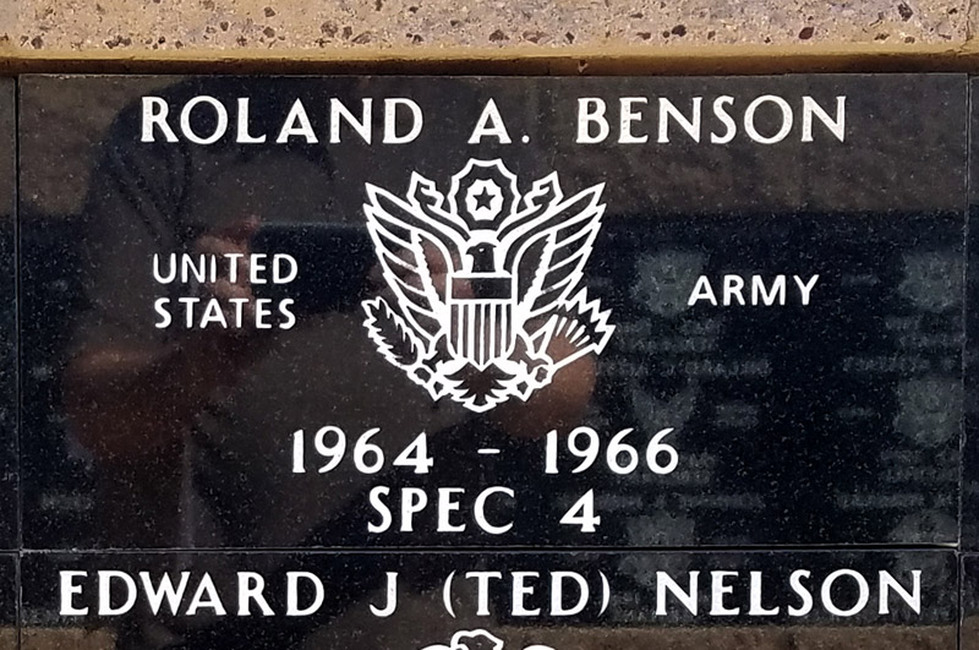 ROLAND A. BENSON
UNITED
STATES
ARMY
1964 - 1966
SPEC 4
EDWARD J (TED) NELSON